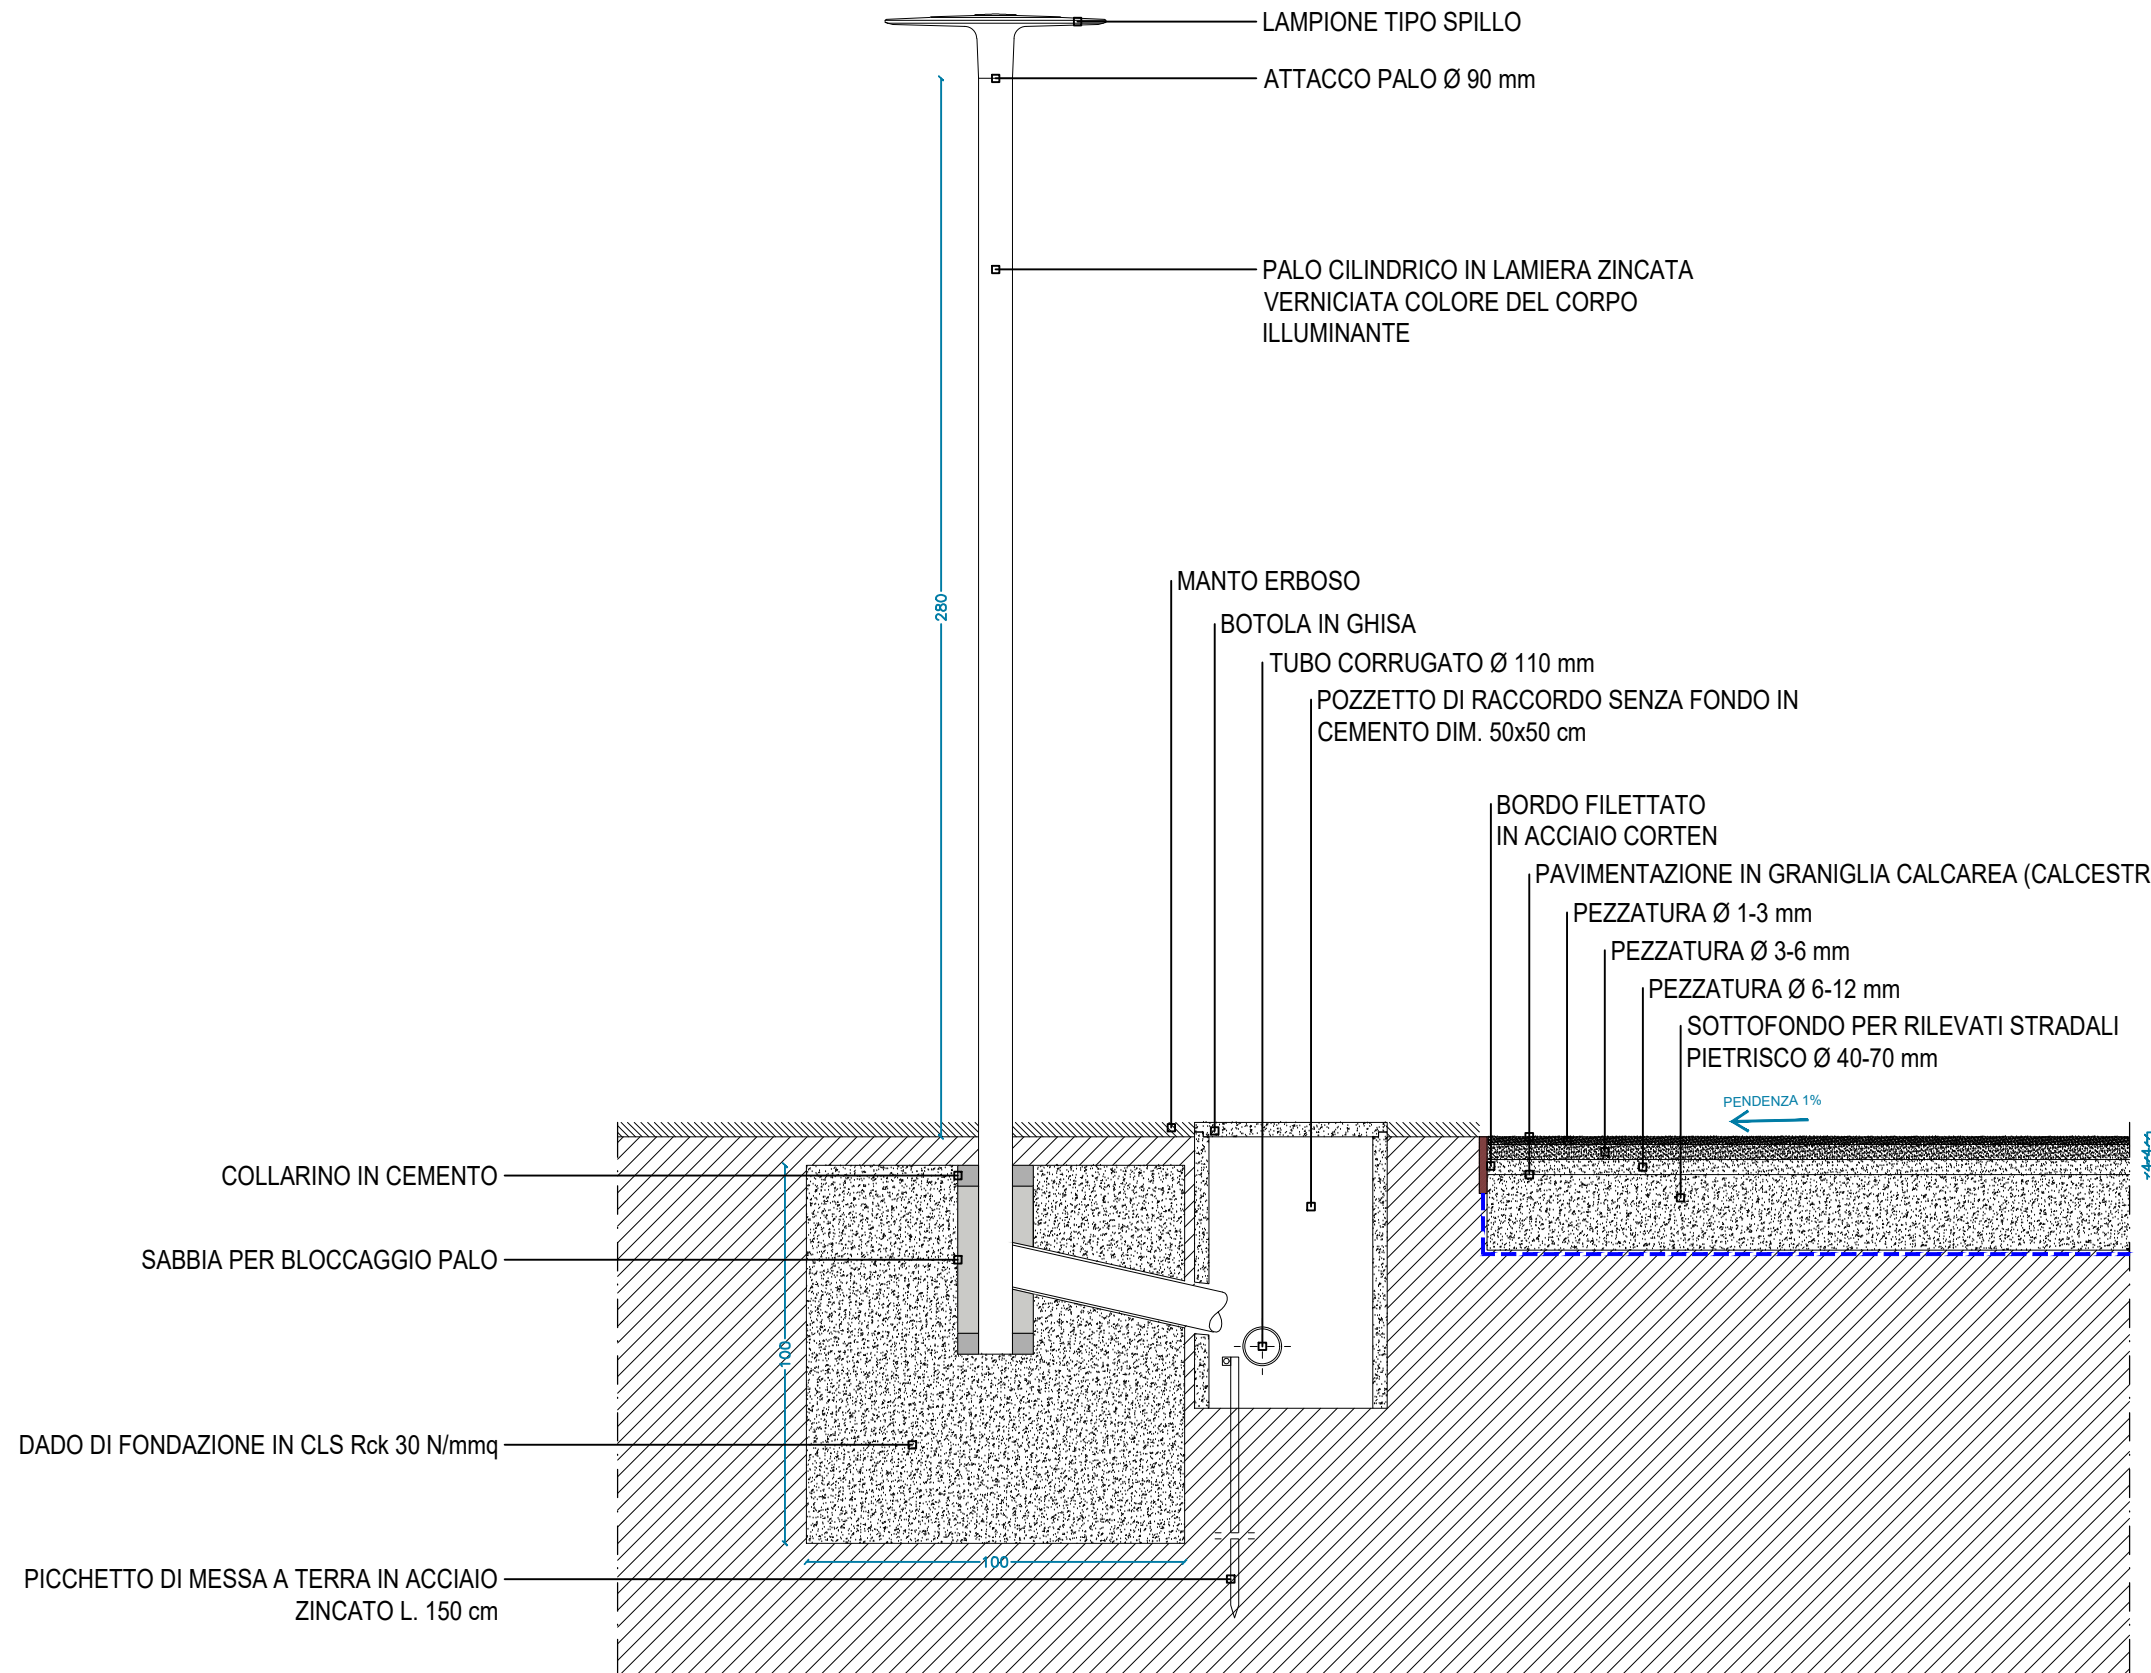 LAMPIONE TIPO SPILLO
ATTACCO PALO Ø 90 mm
PALO CILINDRICO IN LAMIERA ZINCATA
VERNICIATA COLORE DEL CORPO
ILLUMINANTE
280
MANTO ERBOSO
BOTOLA IN GHISA
TUBO CORRUGATO Ø 110 mm
POZZETTO DI RACCORDO SENZA FONDO IN
CEMENTO DIM. 50x50 cm
BORDO FILETTATO
IN ACCIAIO CORTEN
PAVIMENTAZIONE IN GRANIGLIA CALCAREA (CALCESTR
PEZZATURA Ø 1-3 mm
PEZZATURA Ø 3-6 mm
PEZZATURA Ø 6-12 mm
SOTTOFONDO PER RILEVATI STRADALI
PIETRISCO Ø 40-70 mm
PENDENZA 1%
COLLARINO IN CEMENTO
SABBIA PER BLOCCAGGIO PALO
100
DADO DI FONDAZIONE IN CLS Rck 30 N/mmq
100
PICCHETTO DI MESSA A TERRA IN ACCIAIO
ZINCATO L. 150 cm